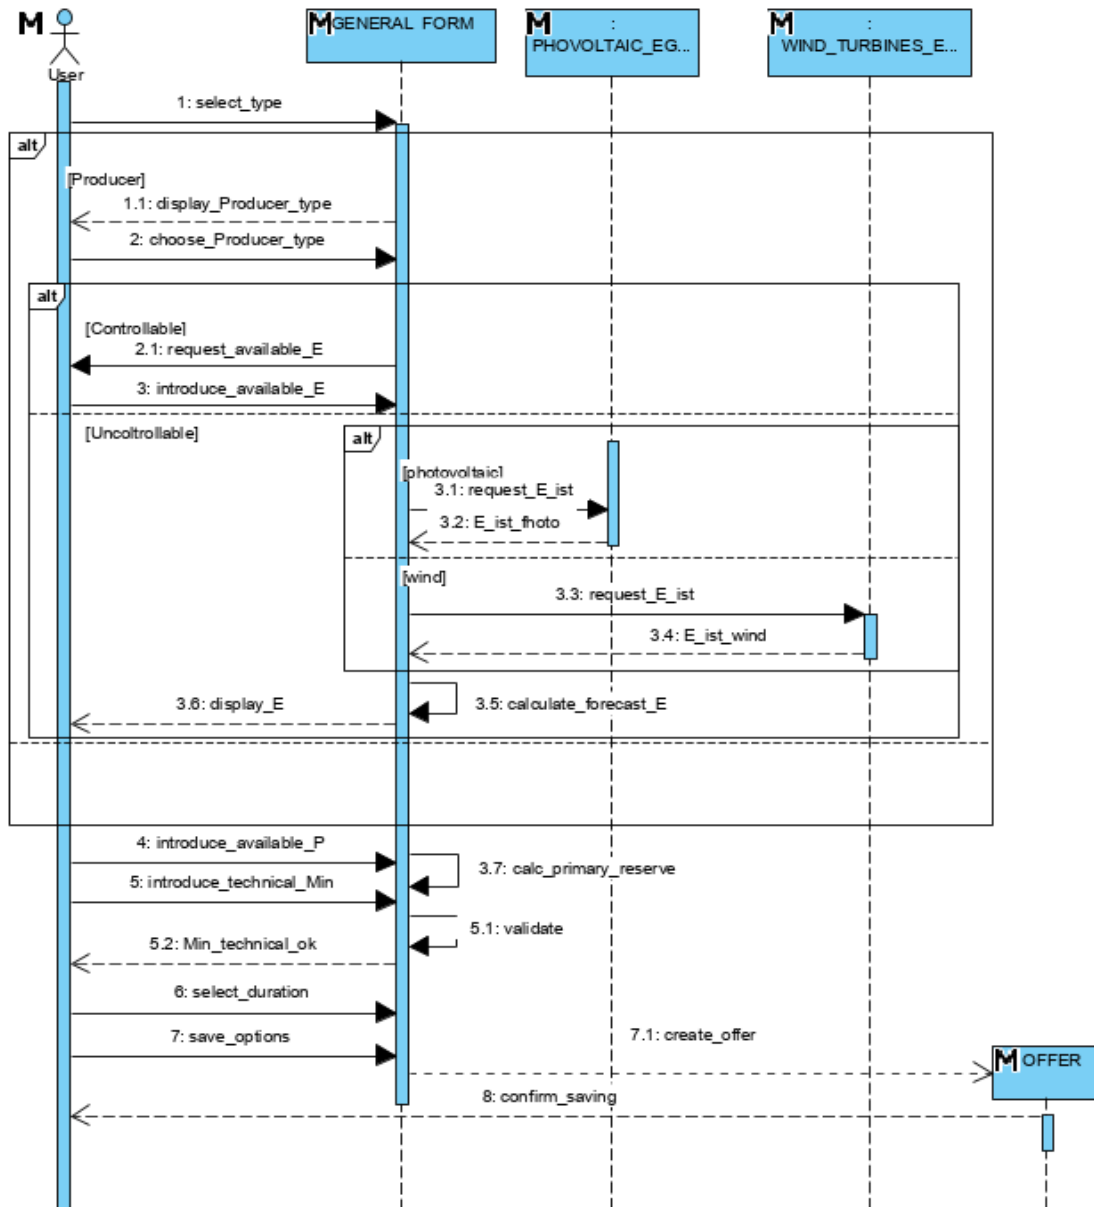 M
User
M GENERAL FORM
M :
PHOVOLTAIC_EG...
M :
WIND_TURBINES_E...
1: select_type
alt
[Producer]
1.1: display_Producer_type
2: choose_Producer_type
alt
[Controllable]
2.1: request_available_E
3: introduce_available_E
[Uncoltrollable]
alt
[photovoltaic]
3.1: request_E_ist
3.2: E_ist_fhoto
[wind]
3.3: request_E_ist
3.4: E_ist_wind
3.5: calculate_forecast_E
3.6: display_E
4: introduce_available_P
3.7: calc_primary_reserve
5: introduce_technical_Min
5.1: validate
5.2: Min_technical_ok
6: select_duration
7: save_options
7.1: create_offer
M OFFER
8: confirm_saving